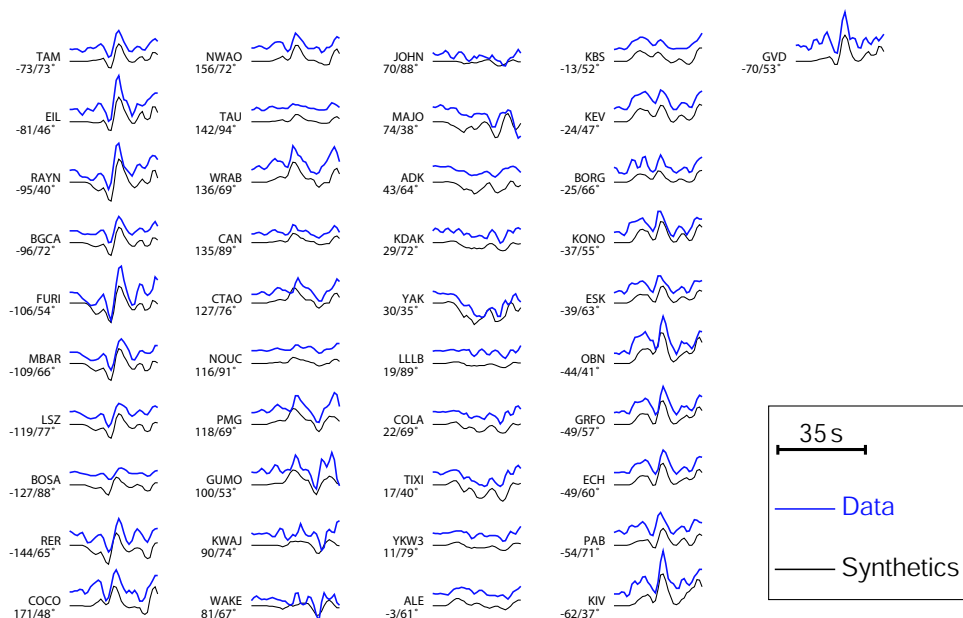 TAM
-73/73°
EIL
-81/46°
RAYN
-95/40°
BGCA
-96/72°
FURI
-106/54°
MBAR
-109/66°
LSZ
-119/77°
BOSA
-127/88°
RER
-144/65°
COCO
171/48°
NWAO
156/72°
TAU
142/94°
WRAB
136/69°
CAN
135/89°
CTAO
127/76°
NOUC
116/91°
PMG
118/69°
GUMO
100/53°
KWAJ
90/74°
WAKE
81/67°
JOHN
70/88°
MAJO
74/38°
ADK
43/64°
KDAK
29/72°
YAK
30/35°
LLLB
19/89°
COLA
22/69°
TIXI
17/40°
YKW3
11/79°
ALE
-3/61°
KBS
-13/52°
KEV
-24/47°
BORG
-25/66°
KONO
-37/55°
ESK
-39/63°
OBN
-44/41°
GRFO
-49/57°
ECH
-49/60°
PAB
-54/71°
KIV
-62/37°
GVD
-70/53°
35 s
Data
Synthetics